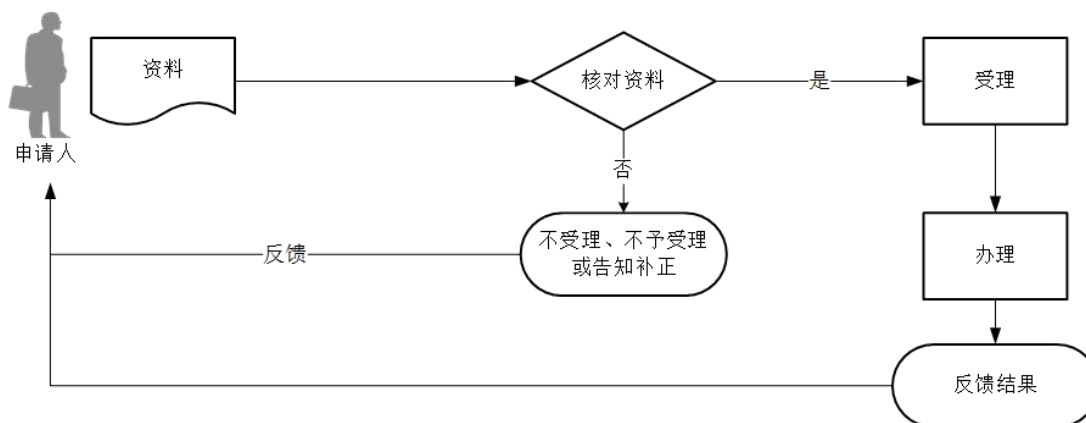 资料
核对资料
是
受理
申请人
否
不受理、不予受理
或告知补正
反馈
办理
反馈结果